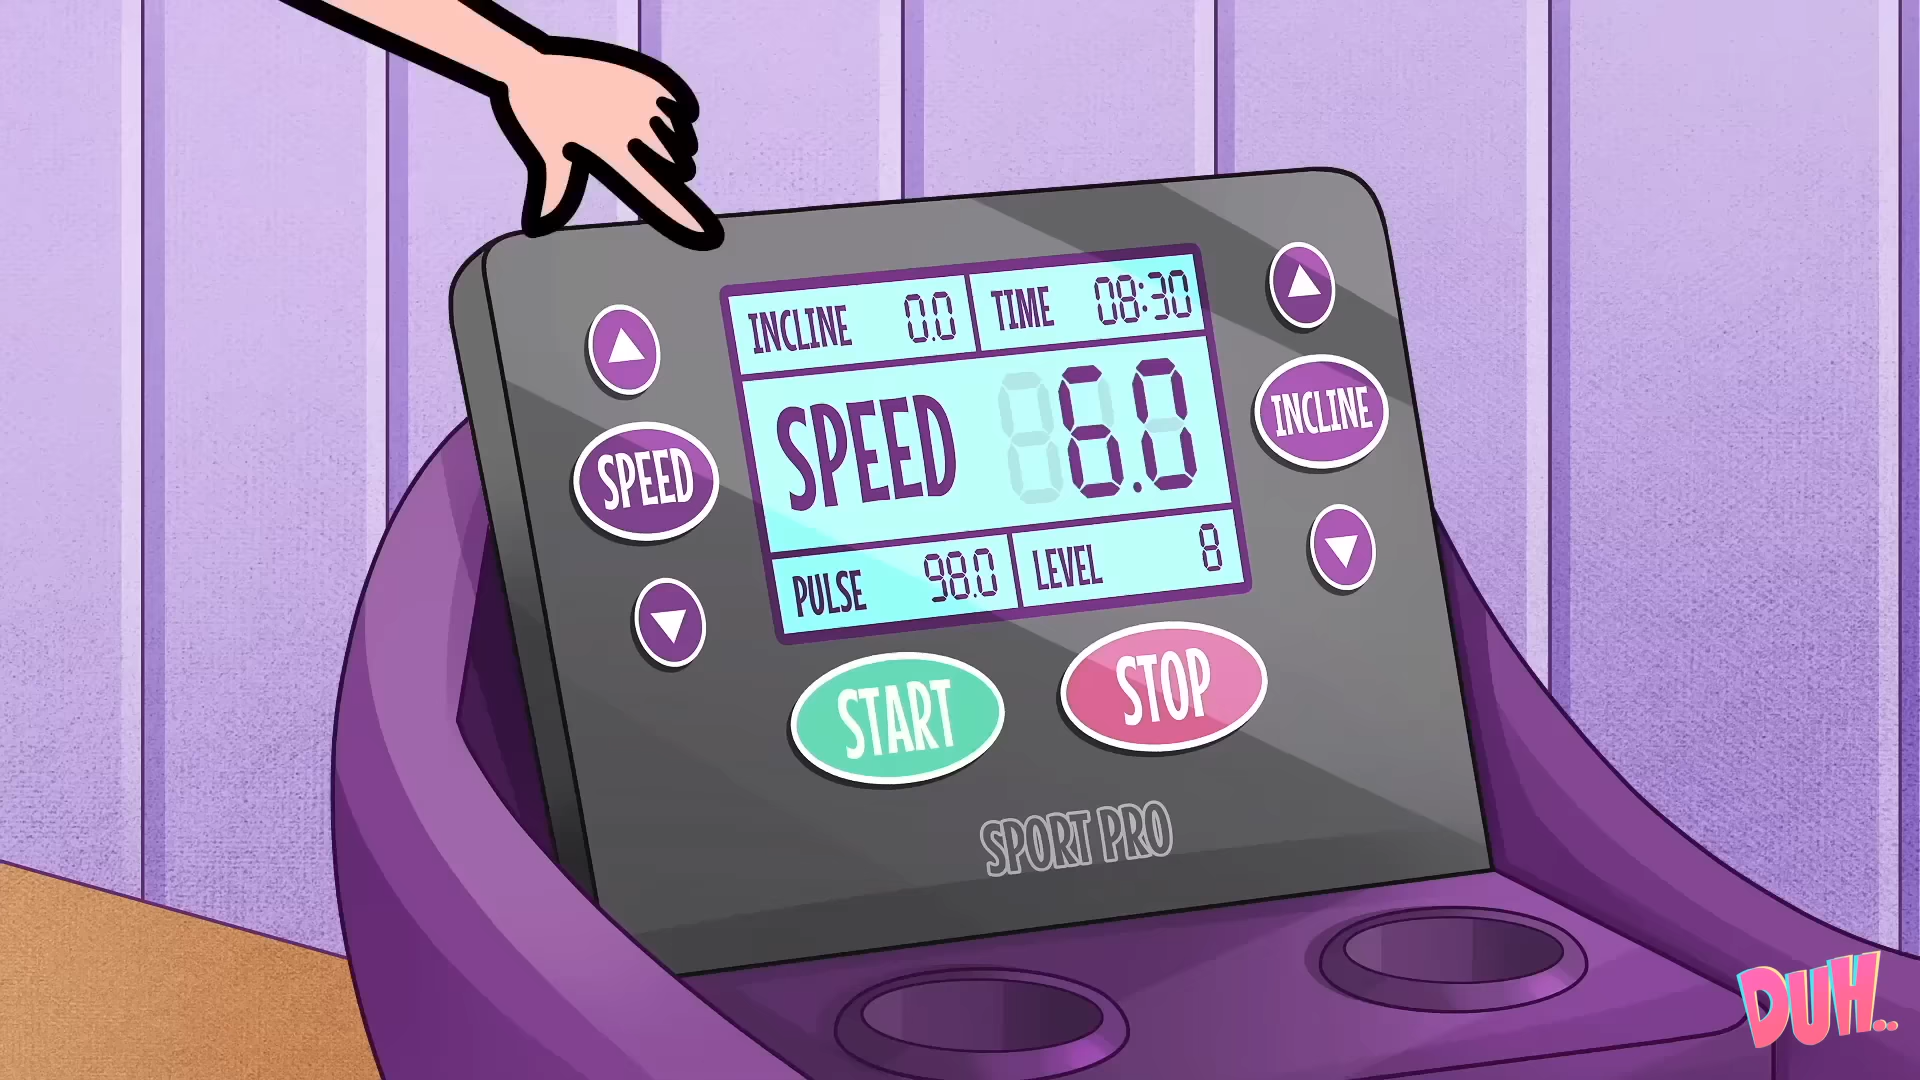 INCLINE 0.0
TIME 08:30
SPEED 6.0
PULSE 98.0
LEVEL 8
SPEED
INCLINE
START
STOP
SPORT PRO
DUH..